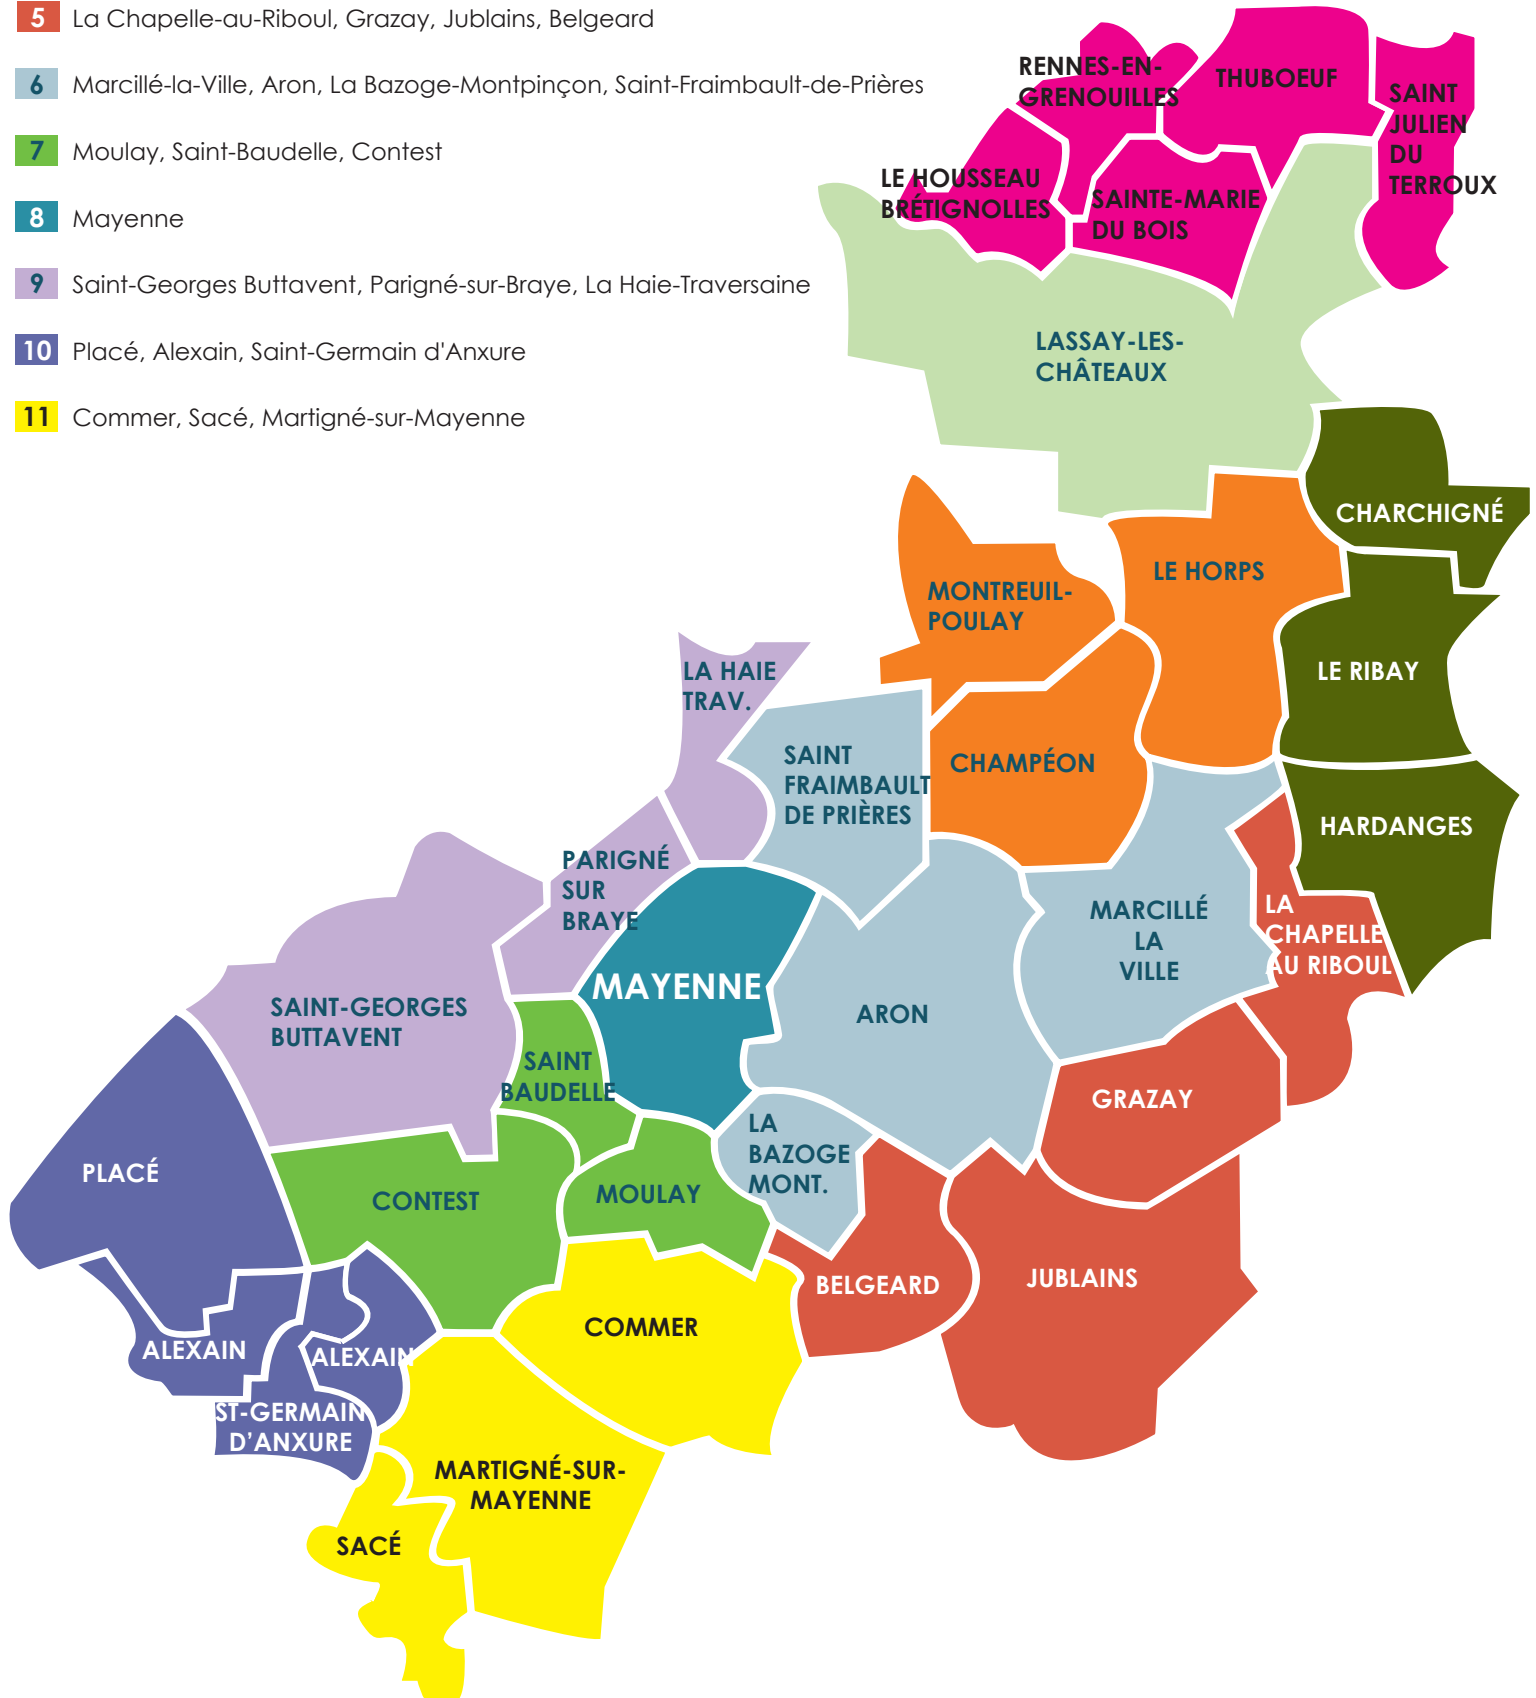 5 La Chapelle-au-Riboul, Grazay, Jublains, Belgeard
6 Marcillé-la-Ville, Aron, La Bazoge-Montpinçon, Saint-Fraimbault-de-Prières
7 Moulay, Saint-Baudelle, Contest
8 Mayenne
9 Saint-Georges Buttavent, Parigné-sur-Braye, La Haie-Traversaine
10 Placé, Alexain, Saint-Germain d'Anxure
11 Commer, Sacé, Martigné-sur-Mayenne
RENNES-EN-
GRENOUILLES
THUBOEUF
SAINT
JULIEN
DU
TERROUX
LE HOUSSEAU
BRÉTIGNOLLES
SAINTE-MARIE
DU BOIS
LASSAY-LES-
CHÂTEAUX
CHARCHIGNÉ
LE HORPS
MONTREUIL-
POULAY
LE RIBAY
LA HAIE
TRAV.
SAINT
FRAIMBAULT
DE PRIÈRES
CHAMPÉON
HARDANGES
PARIGNÉ
SUR
BRAYE
MARCILLÉ
LA
VILLE
LA
CHAPELLE
AU RIBOUL
MAYENNE
SAINT-GEORGES
BUTTAVENT
ARON
SAINT
BAUDELLE
GRAZAY
LA
BAZOGE
MONT.
PLACÉ
CONTEST
MOULAY
BELGEARD
JUBLAINS
COMMER
ALEXAIN
ALEXAIN
ST-GERMAIN
D’ANXURE
MARTIGNÉ-SUR-
MAYENNE
SACÉ